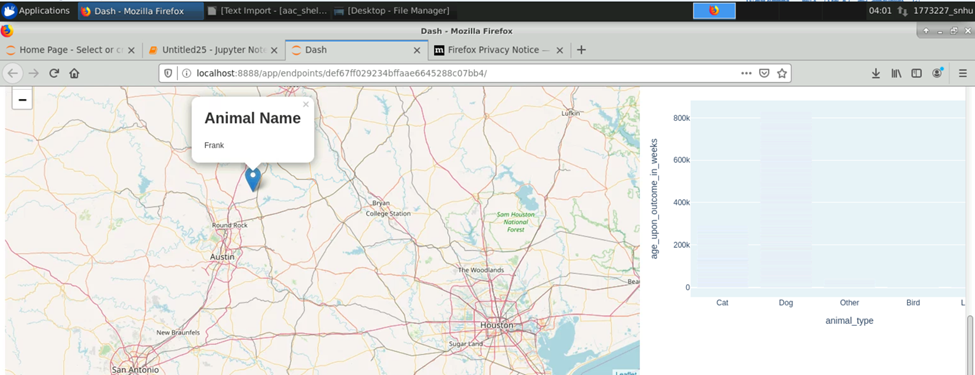 Applications
Dash - Mozilla Firefox
[Text Import - [aac_shel...
[Desktop - File Manager]
04:01
1773227_snhu
Dash - Mozilla Firefox
Home Page - Select or c
Untitled25 - Jupyter Not
Dash
Firefox Privacy Notice —
localhost:8888/app/endpoints/def67ff029234bffaae6645288c07bb4/
−
Animal Name
×
Frank
Lufkin
Bryan
College Station
Sam Houston
National
Forest
Round Rock
Austin
The Woodlands
Houston
Sugar Land
New Braunfels
San Antonio
Bea
Leaflet
800k
600k
400k
200k
0
age_upon_outcome_in_weeks
Cat
Dog
Other
Bird
L
animal_type